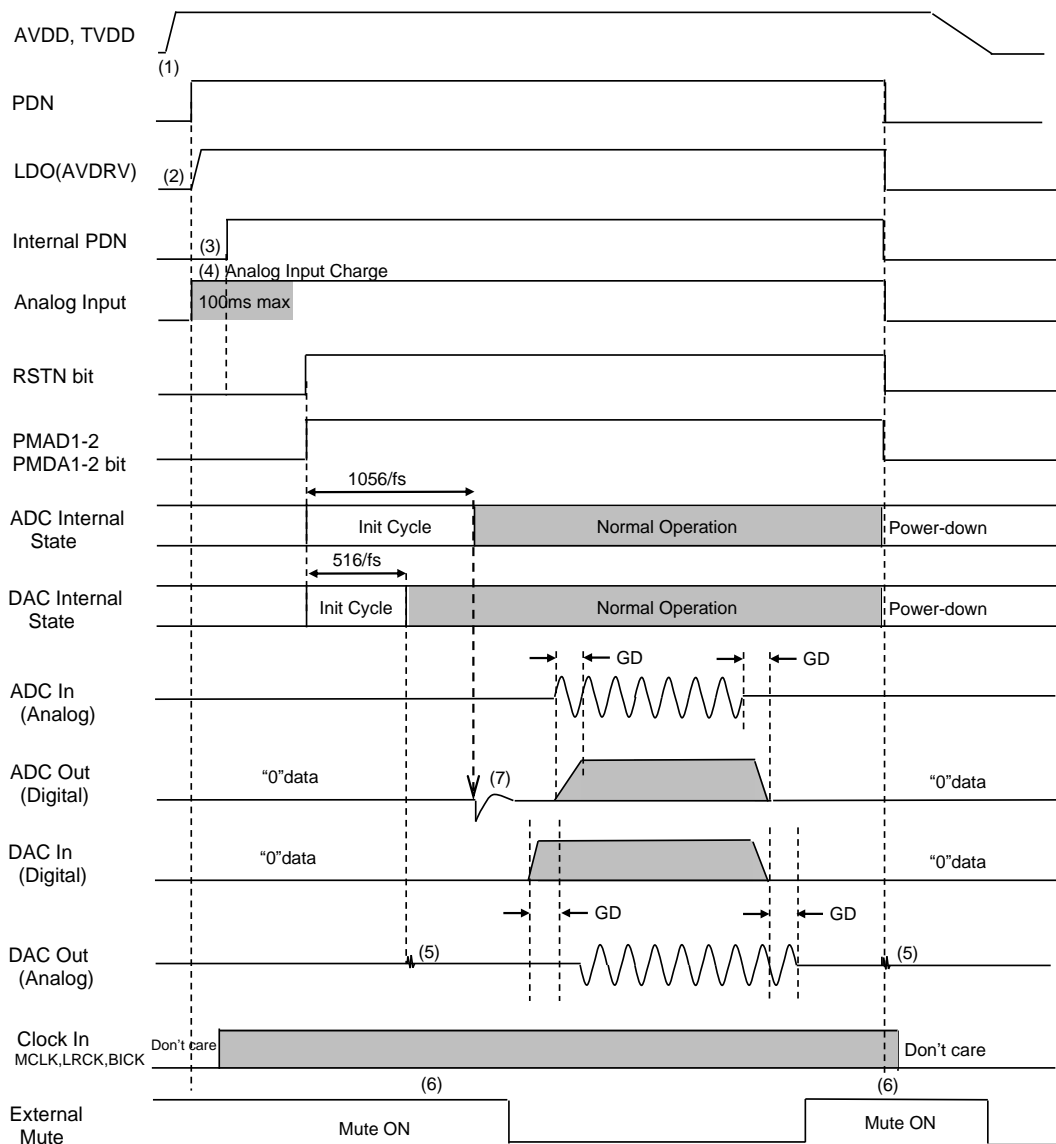 AVDD, TVDD
(1)
PDN
LDO(AVDRV)
(2)
Internal PDN
(3)
(4) Analog Input Charge
Analog Input
100ms max
RSTN bit
PMAD1-2
PMDA1-2 bit
1056/fs
ADC Internal
State
Init Cycle
Normal Operation
Power-down
516/fs
DAC Internal
State
Init Cycle
Normal Operation
Power-down
GD
GD
ADC In
(Analog)
ADC Out
(Digital)
“0”data
(7)
“0”data
DAC In
(Digital)
“0”data
“0”data
GD
GD
DAC Out
(Analog)
(5)
(5)
Clock In
MCLK,LRCK,BICK
Don’t care
Don’t care
(6)
(6)
External
Mute
Mute ON
Mute ON